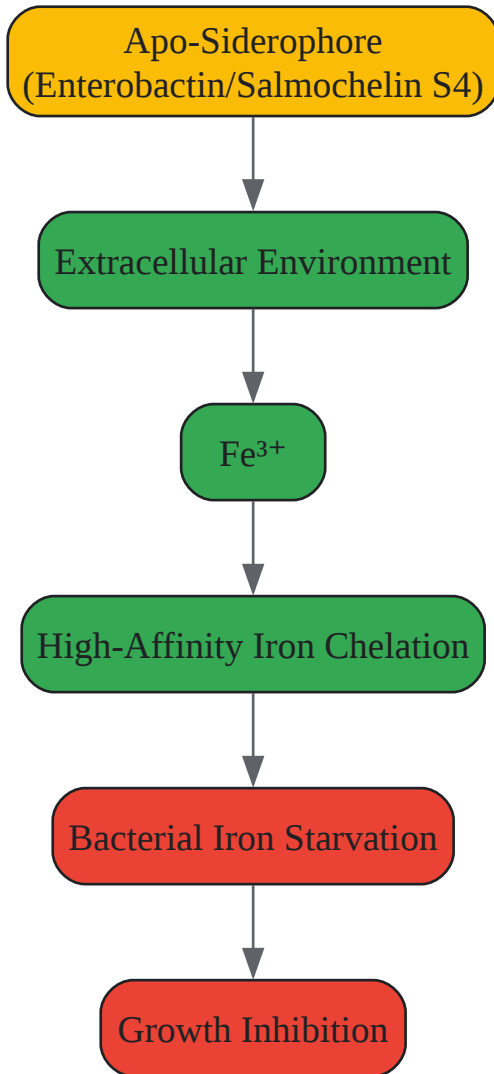 Apo-Siderophore
(Enterobactin/Salmochelin S4)
Extracellular Environment
Fe³⁺
High-Affinity Iron Chelation
Bacterial Iron Starvation
Growth Inhibition